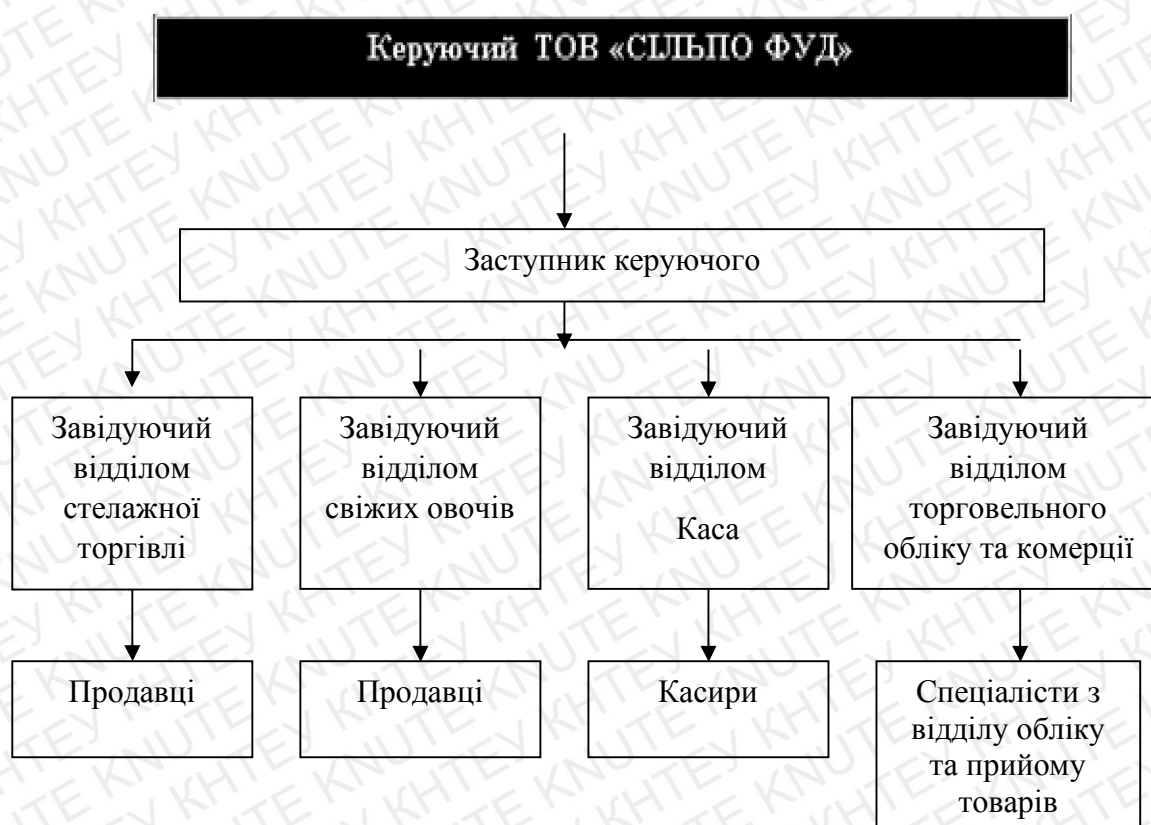 Керуючий ТОВ «СІЛЬПО ФУД»
Заступник керуючого
Завідуючий
відділом
стелажної
торгівлі
Завідуючий
відділом
свіжих овочів
Завідуючий
відділом
Каса
Завідуючий
відділом
торговельного
обліку та комерції
Продавці
Продавці
Касири
Спеціалісти з
відділу обліку
та прийому
товарів